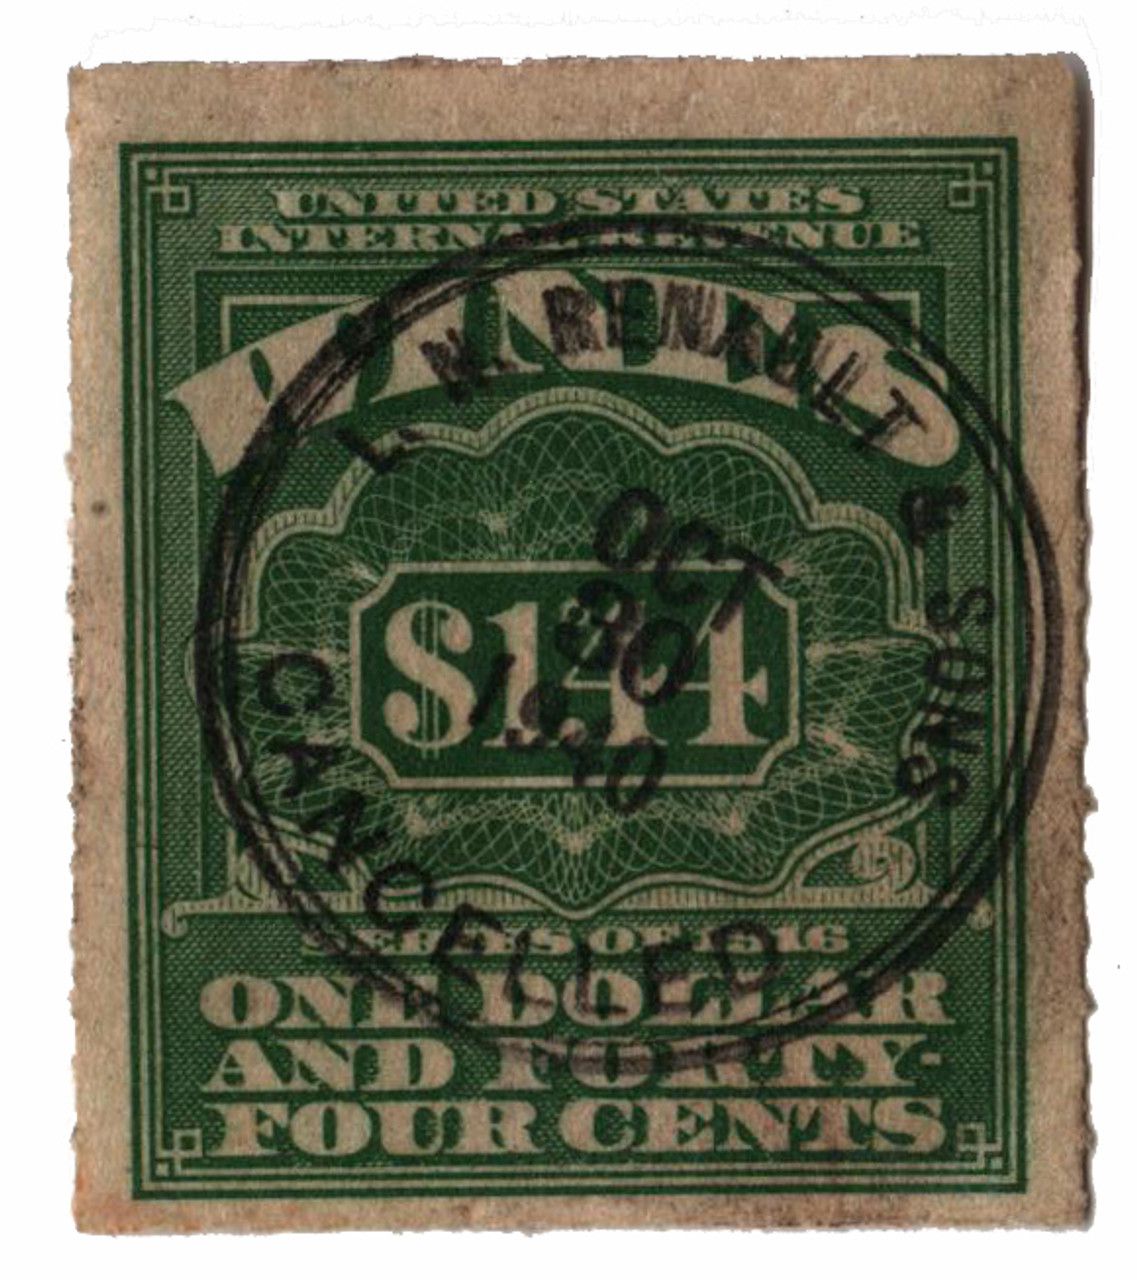 UNITED STATES
INTERNAL REVENUE
WINES
$1.44
SERIES OF 1916
ONE DOLLAR
AND FORTY-
FOUR CENTS
L. N. RENAULT & SONS
OCT
30
CANCELLED